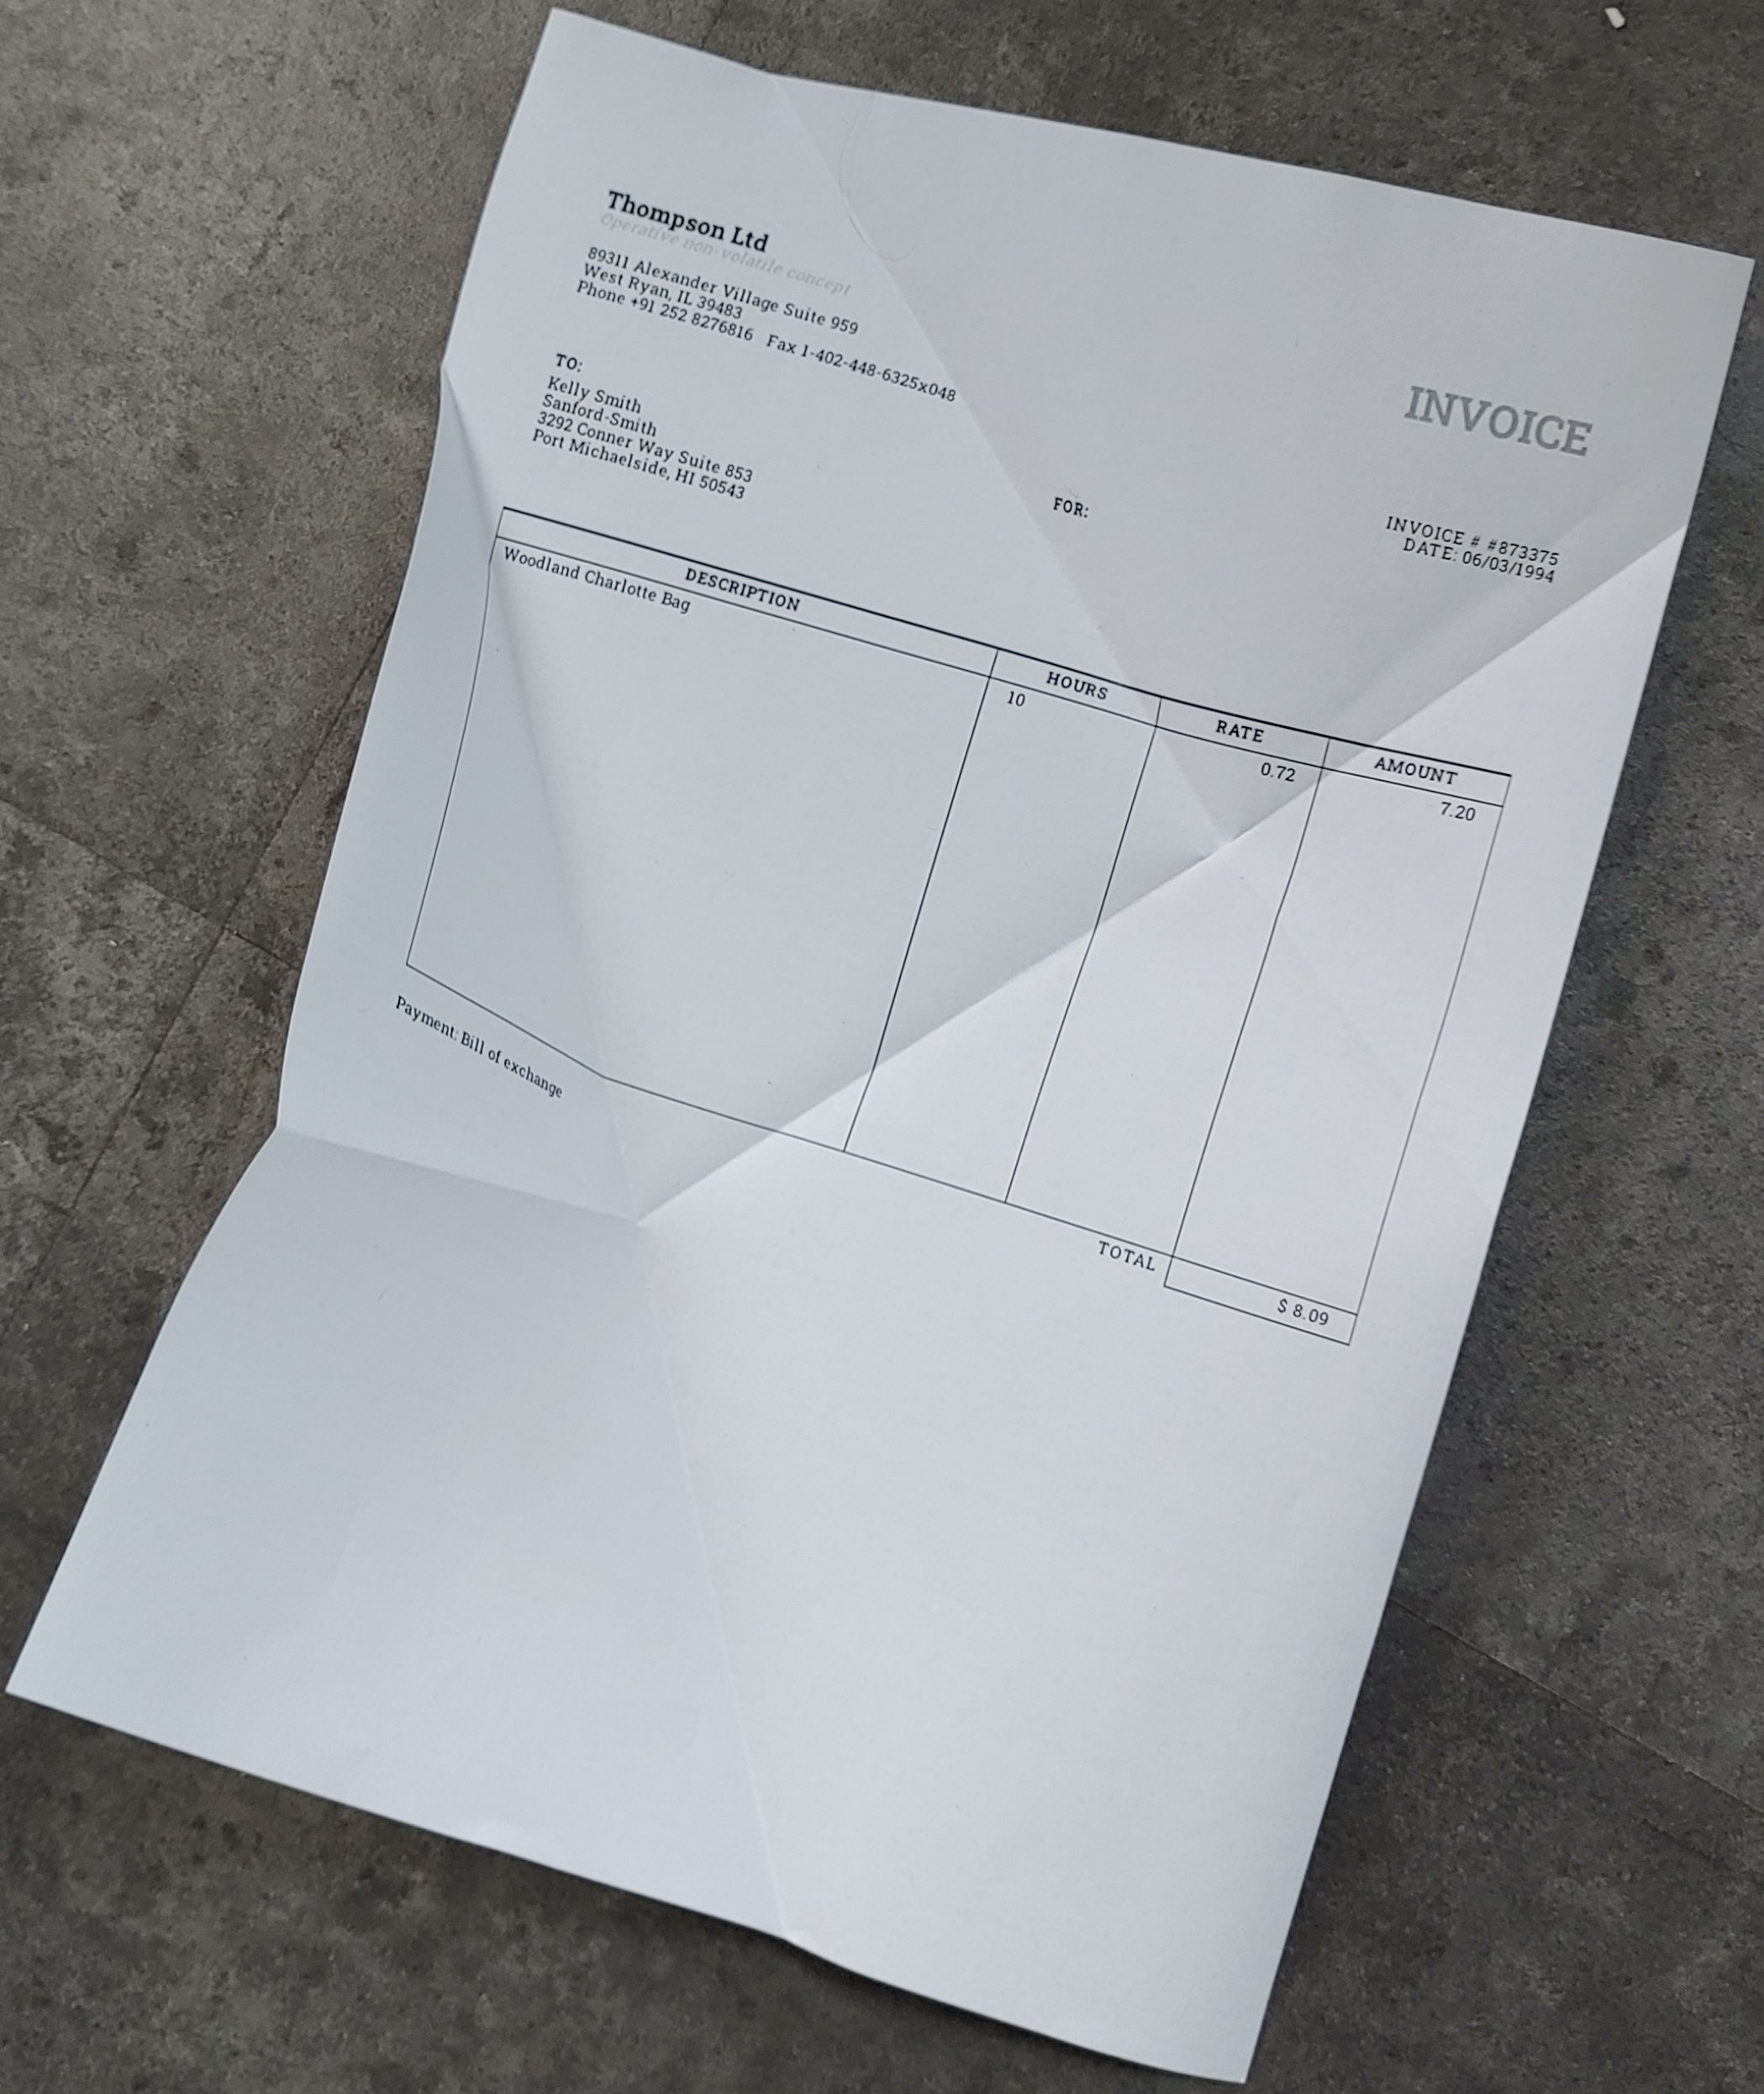 Thompson Ltd
Operative non-volatile concept
89311 Alexander Village Suite 959
West Ryan, IL 39483
Phone +91 252 8276816 Fax 1-402-448-6325x048
INVOICE
INVOICE # #873375
DATE: 06/03/1994
TO:
Kelly Smith
Sanford-Smith
3292 Conner Way Suite 853
Port Michaelside, HI 50543
FOR:
DESCRIPTION HOURS RATE AMOUNT
Woodland Charlotte Bag 10 0.72 7.20
TOTAL $ 8.09
Payment: Bill of exchange